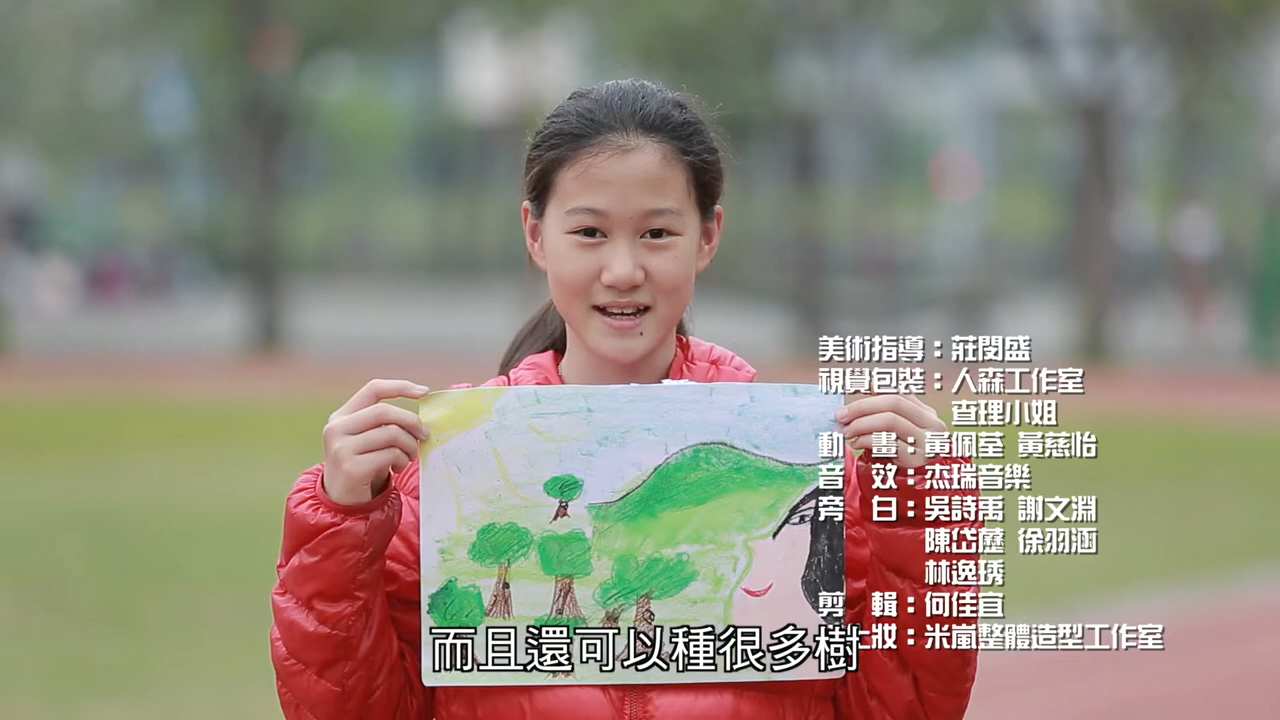 美術指導：莊閔盛
視覺包裝：人森工作室
查理小姐
動　畫：黃佩荃 黃慈怡
音　效：杰瑞音樂
旁　白：吳詩禹 謝文淵
陳岱蘑 徐羽涵
林逸琇
剪　輯：何佳宜
上妝：米嵐整體造型工作室
而且還可以種很多樹